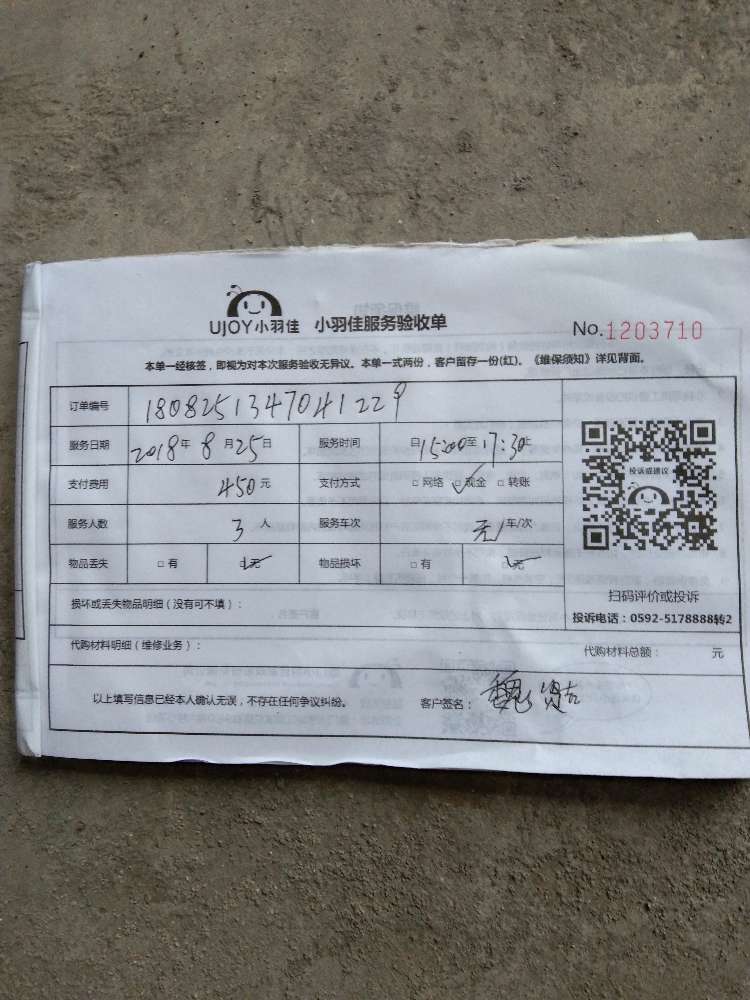 UJOY小羽佳 小羽佳服务验收单 No.1203710
本单一经核签，即视为对本次服务验收无异议。本单一式两份，客户留存一份(红)。《维保须知》详见背面。
订单编号 1808251347041229
服务日期 2018年8月25日 服务时间 15:00至17:30
支付费用 450元 支付方式 □网络 □现金 □转账
服务人数 3人 服务车次 无/车/次
物品丢失 □有 □无 物品损坏 □有 □无
投诉或建议
扫码评价或投诉
投诉电话：0592-5178888转2
损坏或丢失物品明细（没有可不填）：
代购材料明细（维修业务）： 代购材料总额： 元
以上填写信息已经本人确认无误，不存在任何争议纠纷。 客户签名： 魏